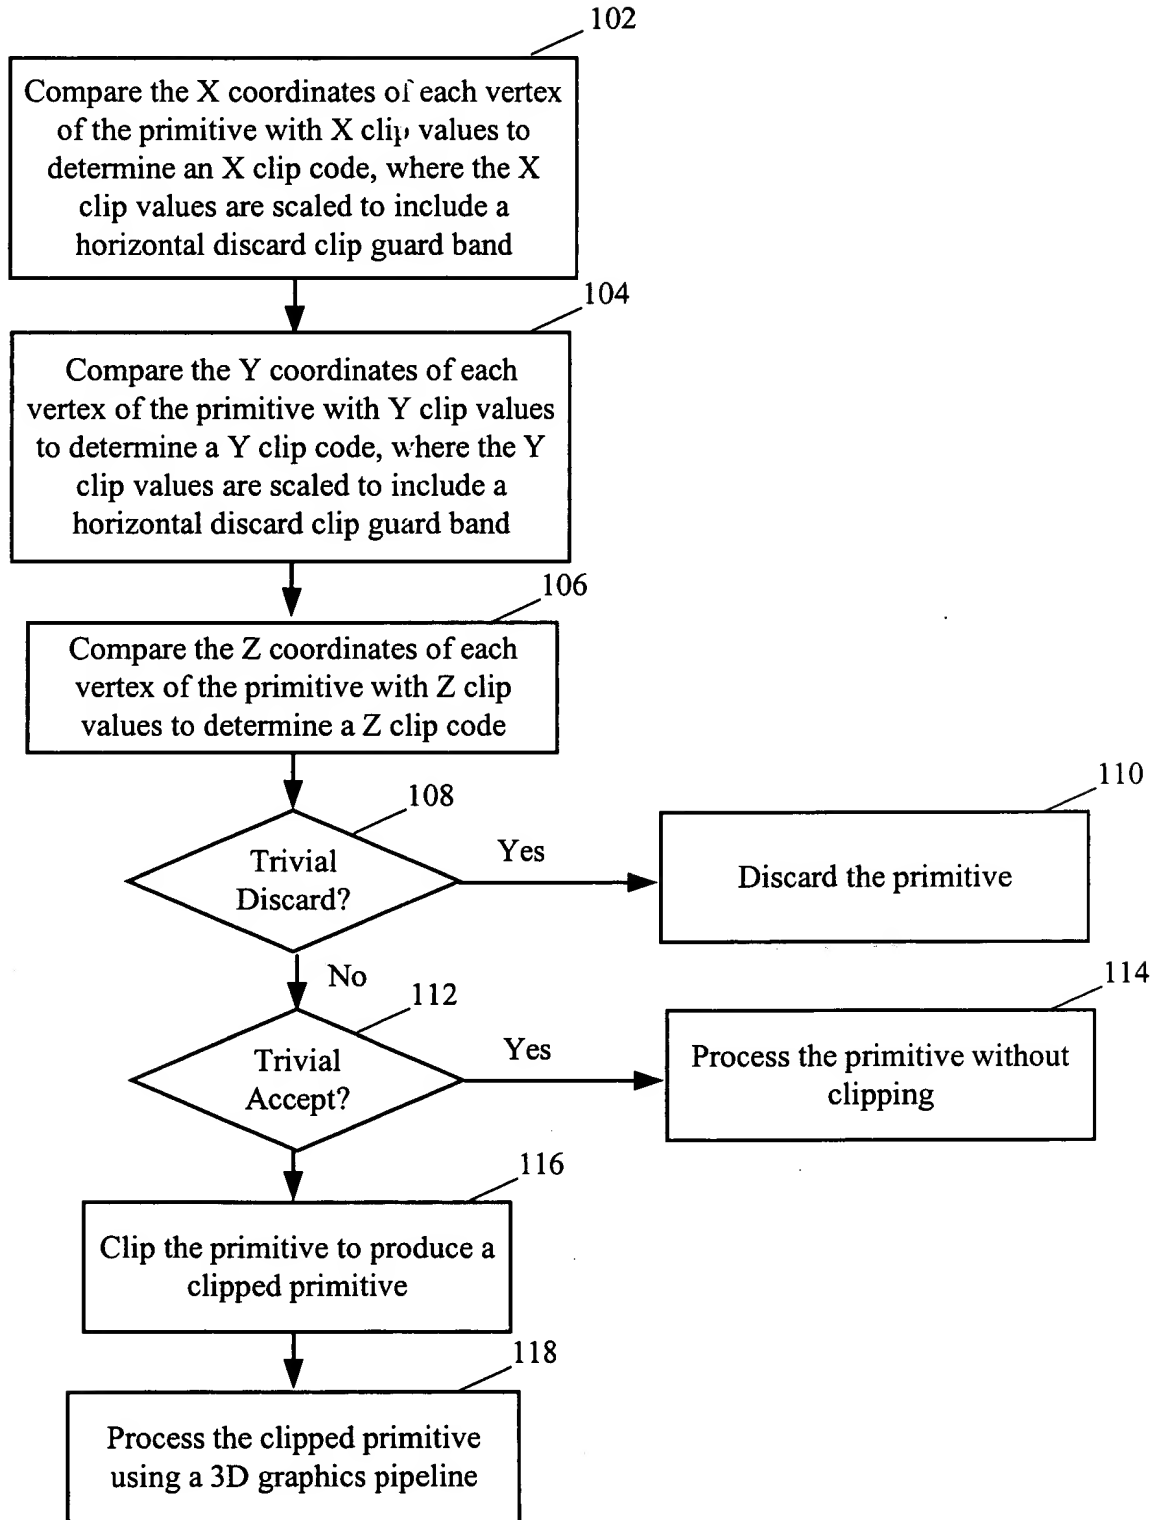 102
Compare the X coordinates of each vertex
of the primitive with X clip values to
determine an X clip code, where the X
clip values are scaled to include a
horizontal discard clip guard band
104
Compare the Y coordinates of each
vertex of the primitive with Y clip values
to determine a Y clip code, where the Y
clip values are scaled to include a
horizontal discard clip guard band
106
Compare the Z coordinates of each
vertex of the primitive with Z clip
values to determine a Z clip code
108
Trivial
Discard?
Yes
110
Discard the primitive
No
112
Trivial
Accept?
Yes
114
Process the primitive without
clipping
116
Clip the primitive to produce a
clipped primitive
118
Process the clipped primitive
using a 3D graphics pipeline